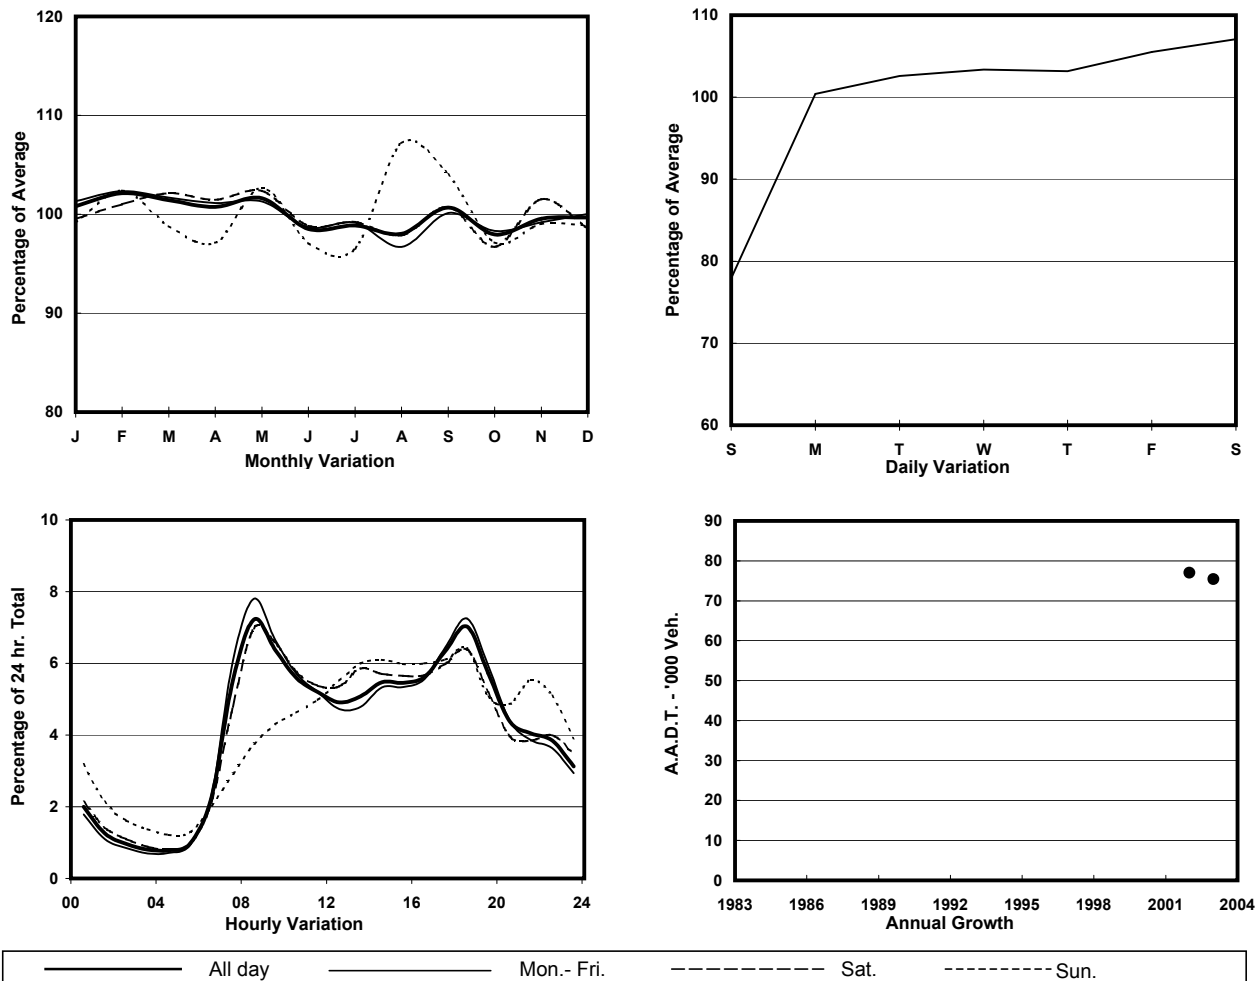 120
110
100
90
80
Percentage of Average
J F M A M J J A S O N D
Monthly Variation
110
100
90
80
70
60
Percentage of Average
S M T W T F S
Daily Variation
10
8
6
4
2
0
Percentage of 24 hr. Total
00 04 08 12 16 20 24
Hourly Variation
90
80
70
60
50
40
30
20
10
0
A.A.D.T. - '000 Veh.
1983 1986 1989 1992 1995 1998 2001 2004
Annual Growth
All day Mon.- Fri. Sat. Sun.